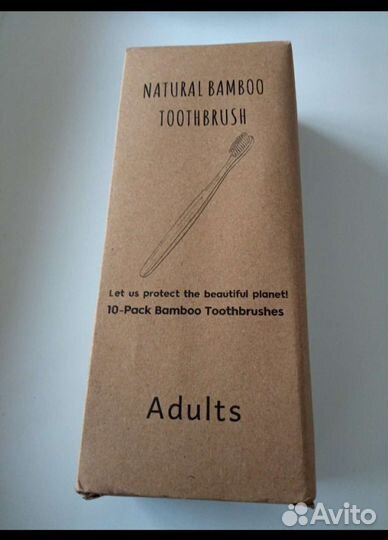 NATURAL BAMBOO
TOOTHBRUSH
Let us protect the beautiful planet!
10-Pack Bamboo Toothbrushes
Adults
Avito